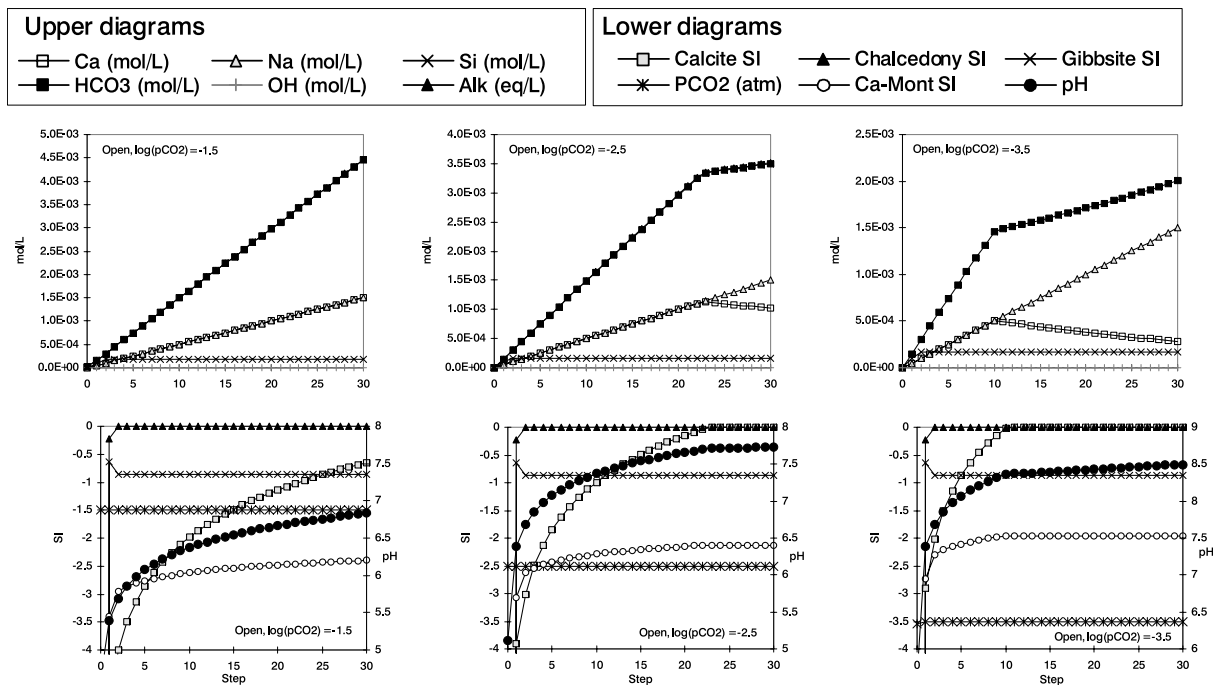 Upper diagrams
Ca (mol/L) Na (mol/L) Si (mol/L)
HCO3 (mol/L) OH (mol/L) Alk (eq/L)
Lower diagrams
Calcite SI Chalcedony SI Gibbsite SI
PCO2 (atm) Ca-Mont SI pH
5.0E-03
4.5E-03
4.0E-03
3.5E-03
3.0E-03
2.5E-03
2.0E-03
1.5E-03
1.0E-03
5.0E-04
0.0E+00
mol/L
Open, log(pCO2) =-1.5
0 5 10 15 20 25 30
4.0E-03
3.5E-03
3.0E-03
2.5E-03
2.0E-03
1.5E-03
1.0E-03
5.0E-04
0.0E+00
mol/L
Open, log(pCO2) =-2.5
0 5 10 15 20 25 30
2.5E-03
2.0E-03
1.5E-03
1.0E-03
5.0E-04
0.0E+00
mol/L
Open, log(pCO2) =-3.5
0 5 10 15 20 25 30
0
-0.5
-1
-1.5
-2
-2.5
-3
-3.5
-4
SI
8
7.5
7
6.5
6
5.5
5
pH
Open, log(pCO2) =-1.5
0 5 10 15 20 25 30
Step
0
-0.5
-1
-1.5
-2
-2.5
-3
-3.5
-4
SI
8
7.5
7
6.5
6
5.5
5
pH
Open, log(pCO2) =-2.5
0 5 10 15 20 25 30
Step
0
-0.5
-1
-1.5
-2
-2.5
-3
-3.5
-4
SI
9
8.5
8
7.5
7
6.5
6
pH
Open, log(pCO2) =-3.5
0 5 10 15 20 25 30
Step